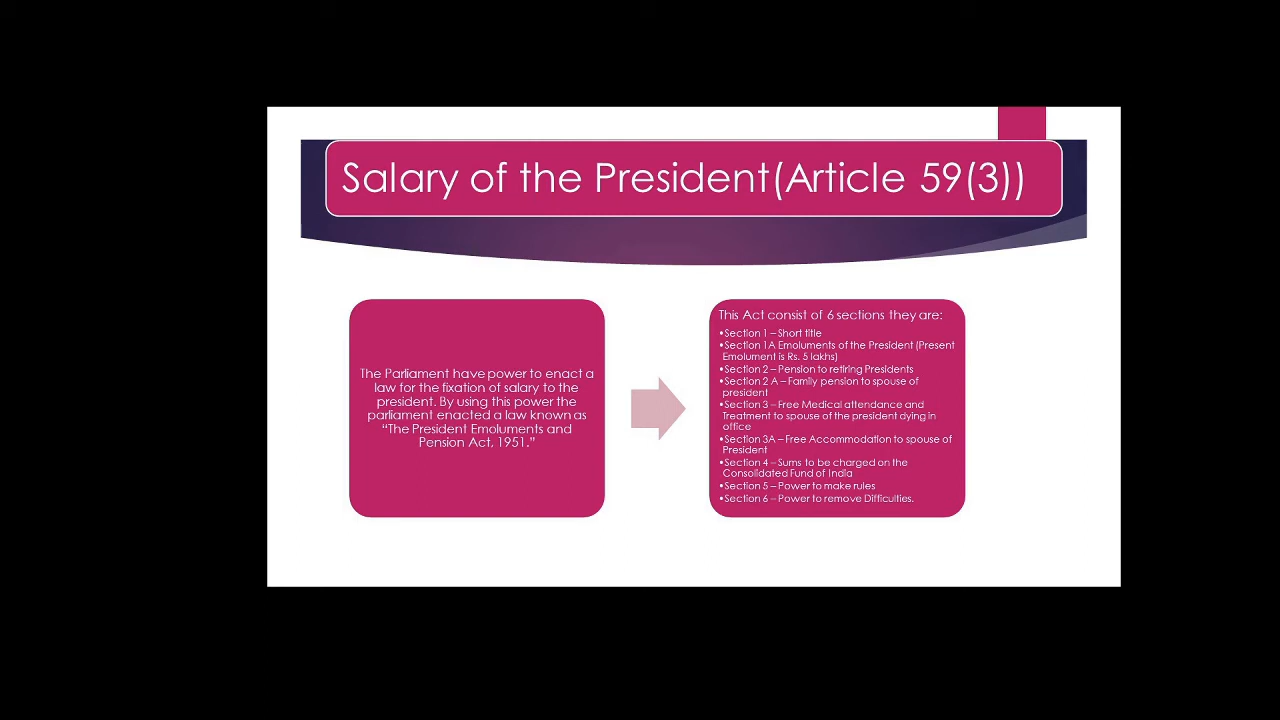 Salary of the President(Article 59(3))
The Parliament have power to enact a
law for the fixation of salary to the
president. By using this power the
parliament enacted a law known as
“The President Emoluments and
Pension Act, 1951.”
This Act consist of 6 sections they are:
•Section 1 – Short title
•Section 1A Emoluments of the President (Present
Emolument is Rs. 5 lakhs)
•Section 2 – Pension to retiring Presidents
•Section 2 A – Family pension to spouse of
president
•Section 3 – Free Medical attendance and
Treatment to spouse of the president dying in
office
•Section 3A – Free Accommodation to spouse of
President
•Section 4 – Sums to be charged on the
Consolidated Fund of India
•Section 5 – Power to make rules
•Section 6 – Power to remove Difficulties.